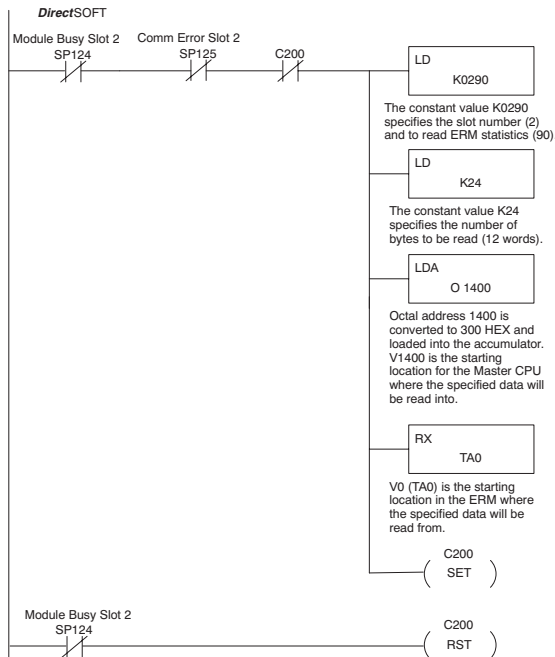 DirectSOFT
Module Busy Slot 2
SP124
Comm Error Slot 2
SP125
C200
LD
K0290
The constant value K0290
specifies the slot number (2)
and to read ERM statistics (90)
LD
K24
The constant value K24
specifies the number of
bytes to be read (12 words).
LDA
O 1400
Octal address 1400 is
converted to 300 HEX and
loaded into the accumulator.
V1400 is the starting
location for the Master CPU
where the specified data will
be read into.
RX
TA0
V0 (TA0) is the starting
location in the ERM where
the specified data will be
read from.
C200
SET
Module Busy Slot 2
SP124
C200
RST